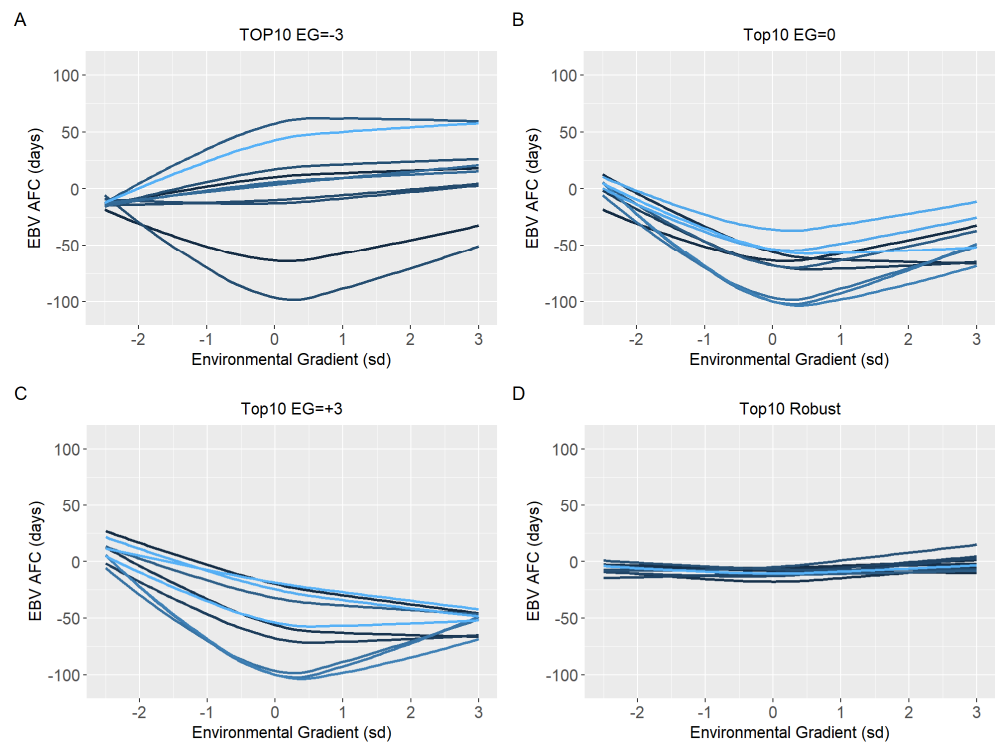 A
TOP10 EG=-3
EBV AFC (days)
100
50
0
-50
-100
-2
-1
0
1
2
3
Environmental Gradient (sd)
B
Top10 EG=0
EBV AFC (days)
100
50
0
-50
-100
-2
-1
0
1
2
3
Environmental Gradient (sd)
C
Top10 EG=+3
EBV AFC (days)
100
50
0
-50
-100
-2
-1
0
1
2
3
Environmental Gradient (sd)
D
Top10 Robust
EBV AFC (days)
100
50
0
-50
-100
-2
-1
0
1
2
3
Environmental Gradient (sd)